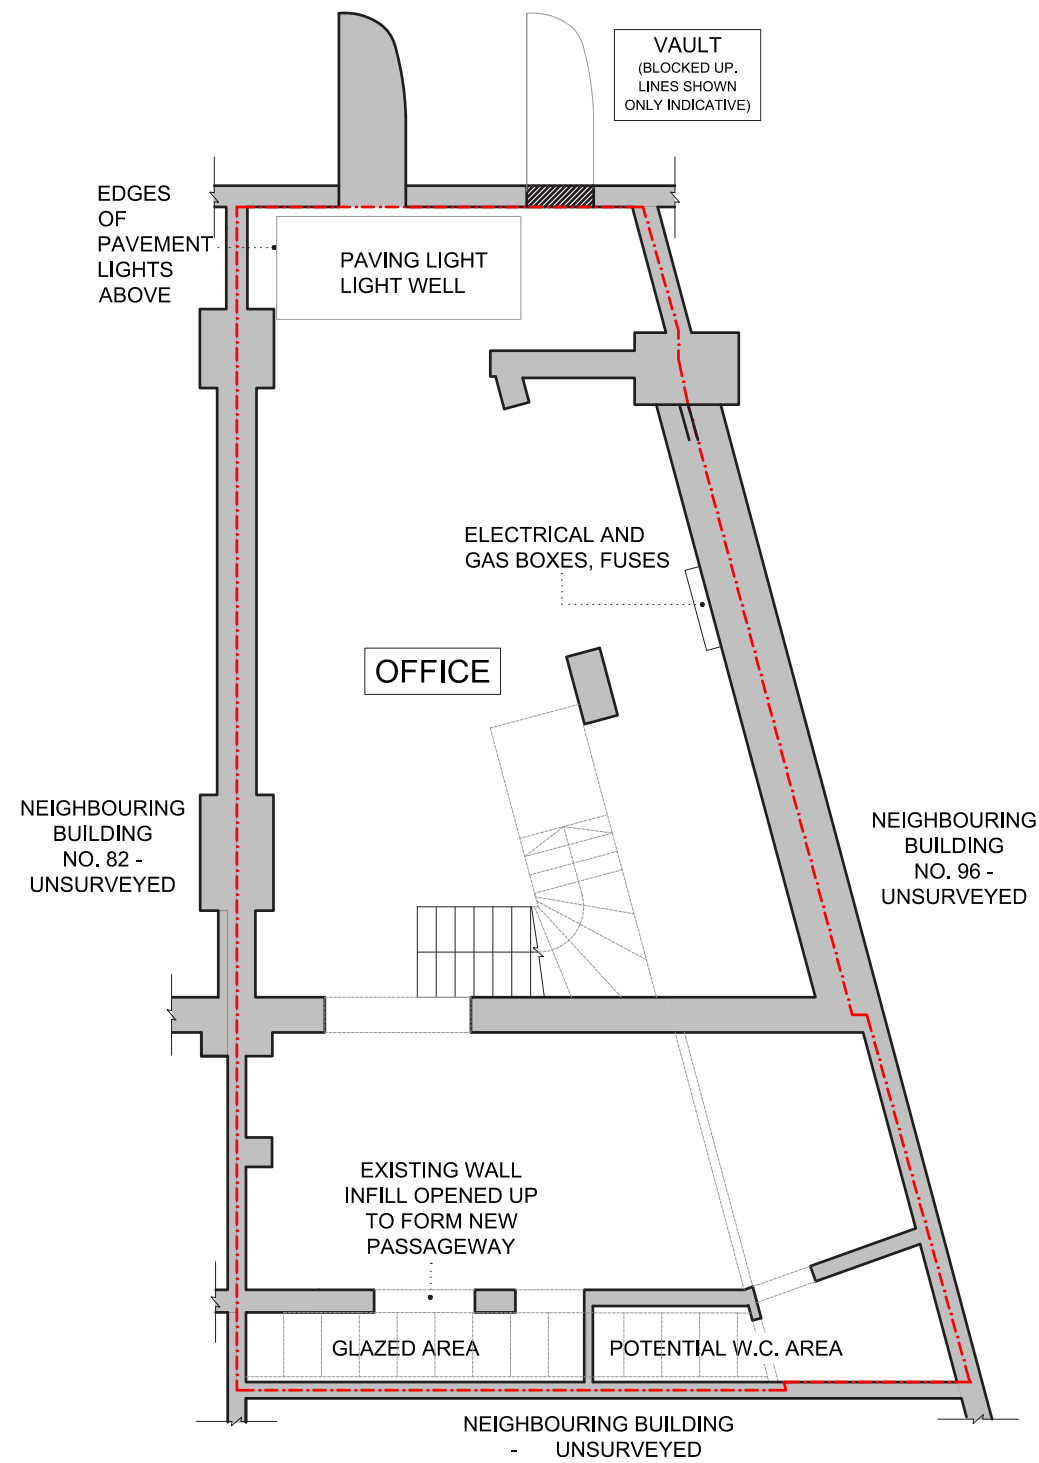 VAULT
(BLOCKED UP.
LINES SHOWN
ONLY INDICATIVE)
EDGES
OF
PAVEMENT
LIGHTS
ABOVE
PAVING LIGHT
LIGHT WELL
ELECTRICAL AND
GAS BOXES, FUSES
OFFICE
NEIGHBOURING
BUILDING
NO. 82 -
UNSURVEYED
NEIGHBOURING
BUILDING
NO. 96 -
UNSURVEYED
EXISTING WALL
INFILL OPENED UP
TO FORM NEW
PASSAGEWAY
GLAZED AREA
POTENTIAL W.C. AREA
NEIGHBOURING BUILDING
- UNSURVEYED